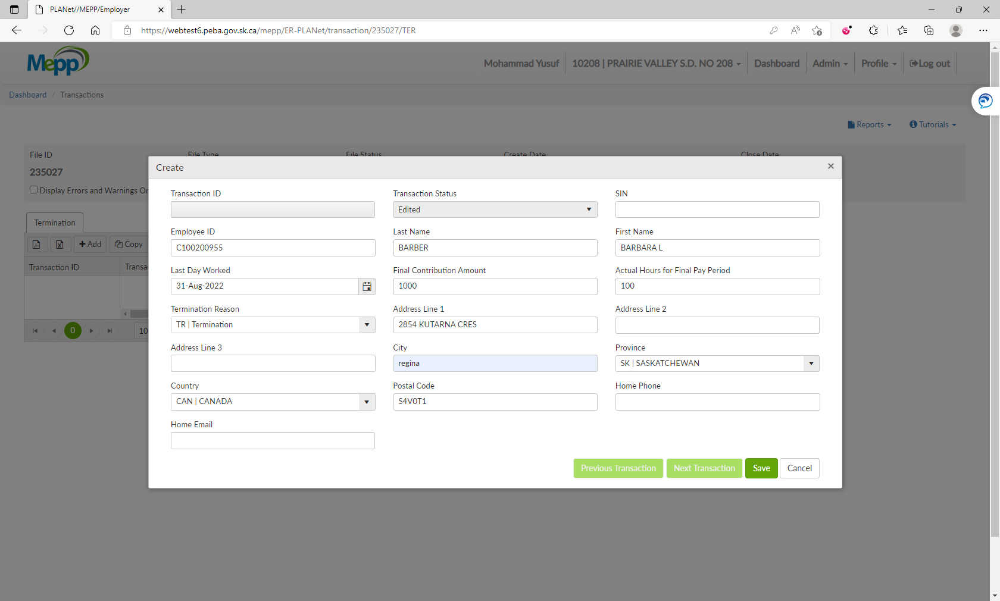 PLANet//MEPP/Employer
https://webtest6.peba.gov.sk.ca/mepp/ER-PLANet/transaction/235027/TER
Mepp
Mohammad Yusuf
10208 | PRAIRIE VALLEY S.D. NO 208
Dashboard
Admin
Profile
Log out
Dashboard / Transactions
Reports
Tutorials
File ID
File Type
File Status
Create Date
Close Date
235027
Display Errors and Warnings
Termination
Add
Copy
Transaction ID
0
Create
Transaction ID
Transaction Status
SIN
Edited
Employee ID
Last Name
First Name
C100200955
BARBER
BARBARA L
Last Day Worked
Final Contribution Amount
Actual Hours for Final Pay Period
31-Aug-2022
1000
100
Termination Reason
Address Line 1
Address Line 2
TR | Termination
2854 KUTARNA CRES
Address Line 3
City
Province
regina
SK | SASKATCHEWAN
Country
Postal Code
Home Phone
CAN | CANADA
S4V0T1
Home Email
Previous Transaction
Next Transaction
Save
Cancel